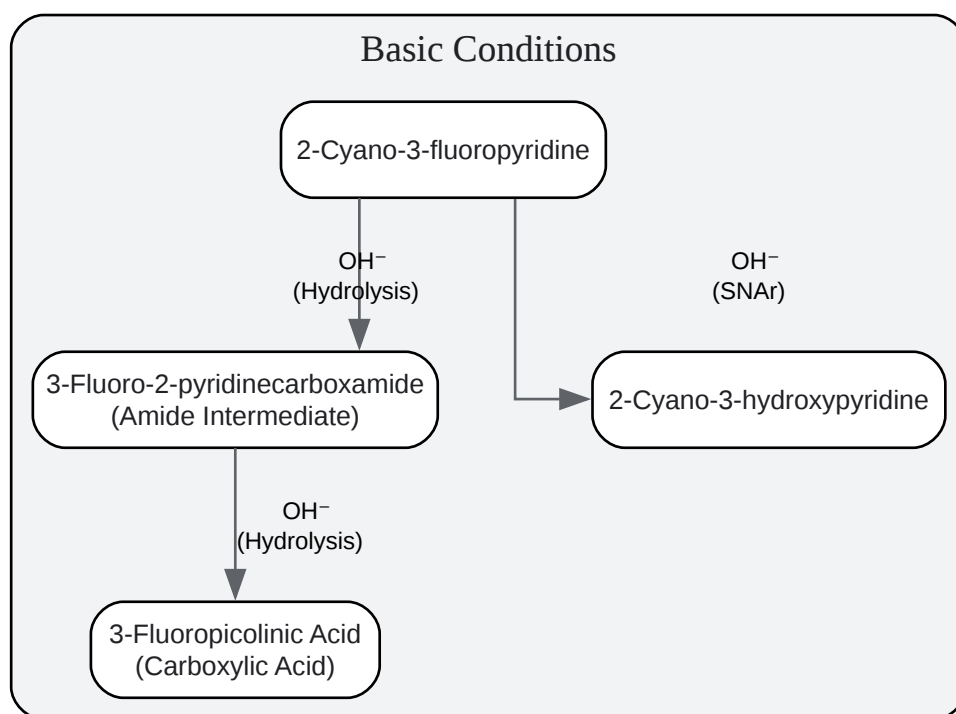 Basic Conditions
2-Cyano-3-fluoropyridine
OH⁻
(Hydrolysis)
OH⁻
(SNAr)
3-Fluoro-2-pyridinecarboxamide
(Amide Intermediate)
2-Cyano-3-hydroxypyridine
OH⁻
(Hydrolysis)
3-Fluoropicolinic Acid
(Carboxylic Acid)